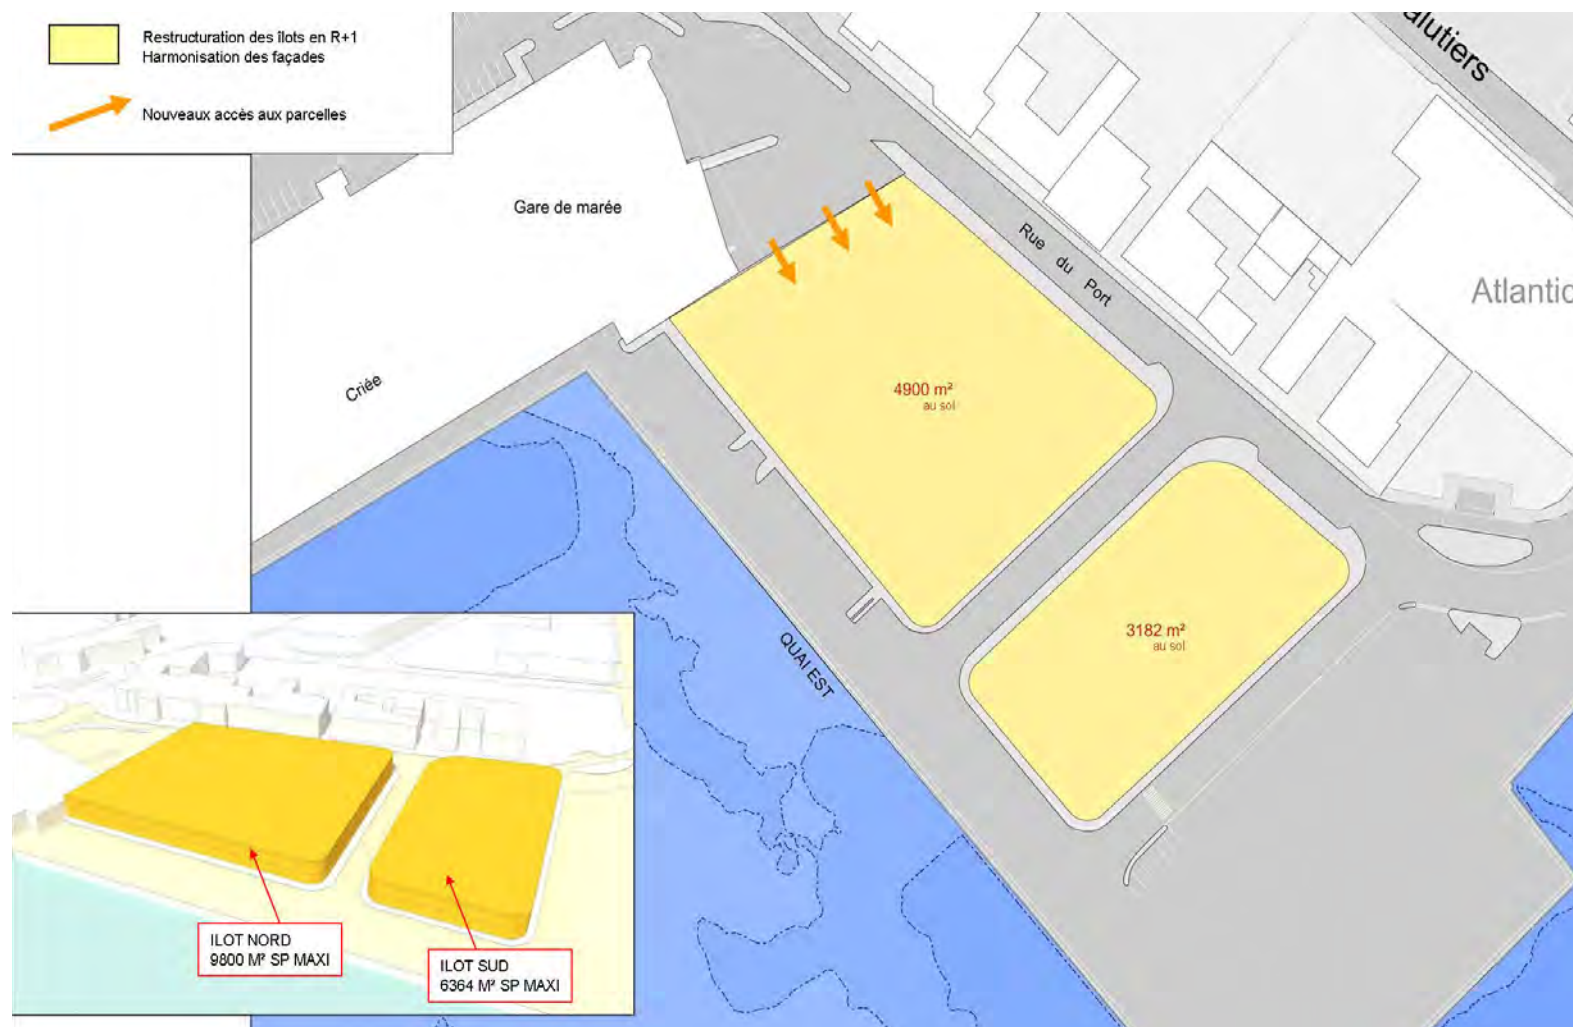 Restructuration des îlots en R+1
Harmonisation des façades
Nouveaux accès aux parcelles
alutiers
Gare de marée
Rue du Port
Atlantic
Criée
4900 m²
au sol
3182 m²
au sol
QUAI EST
ILOT NORD
9800 M² SP MAXI
ILOT SUD
6364 M² SP MAXI